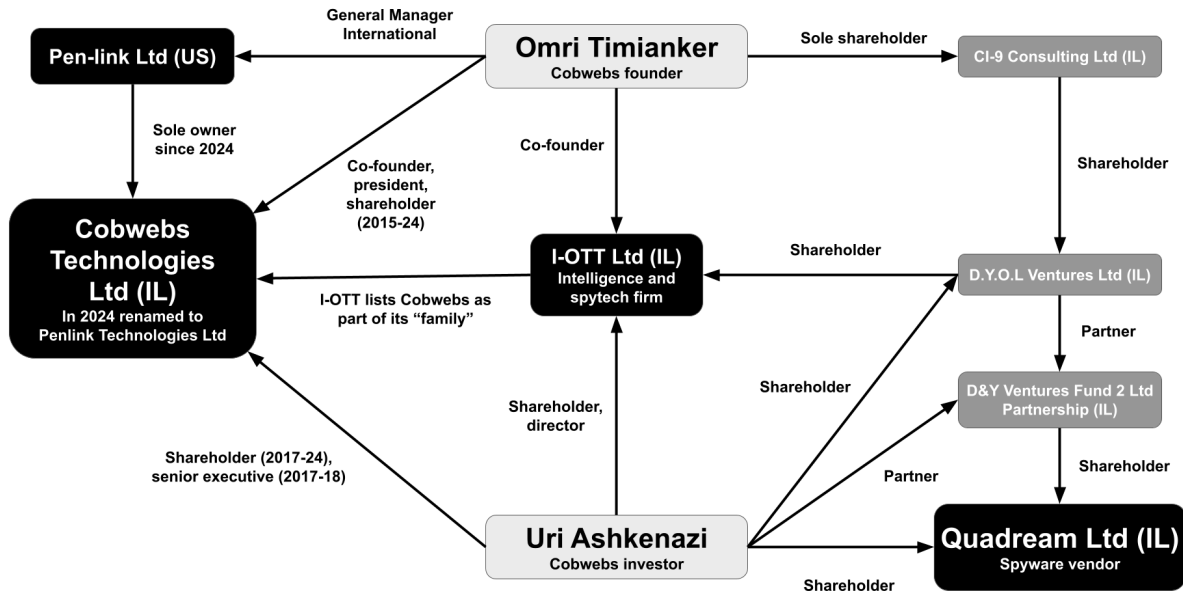 General Manager
International
Pen-link Ltd (US)
Omri Timianker
Cobwebs founder
Sole shareholder
CI-9 Consulting Ltd (IL)
Sole owner
since 2024
Co-founder,
president,
shareholder
(2015-24)
Co-founder
Shareholder
Cobwebs
Technologies
Ltd (IL)
In 2024 renamed to
Penlink Technologies Ltd
I-OTT Ltd (IL)
Intelligence and
spytech firm
Shareholder
D.Y.O.L Ventures Ltd (IL)
I-OTT lists Cobwebs as
part of its “family”
Partner
Shareholder
D&Y Ventures Fund 2 Ltd
Partnership (IL)
Shareholder,
director
Shareholder (2017-24),
senior executive (2017-18)
Partner
Shareholder
Uri Ashkenazi
Cobwebs investor
Shareholder
Quadream Ltd (IL)
Spyware vendor